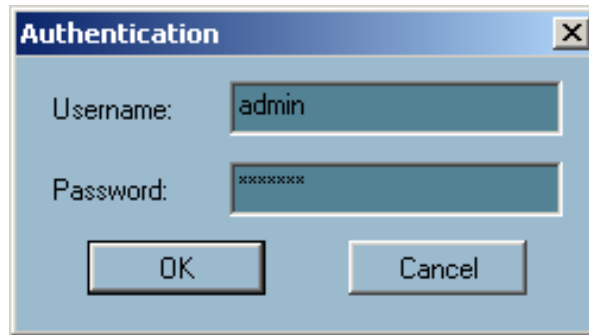 Authentication
Username: admin
Password: *******
OK Cancel